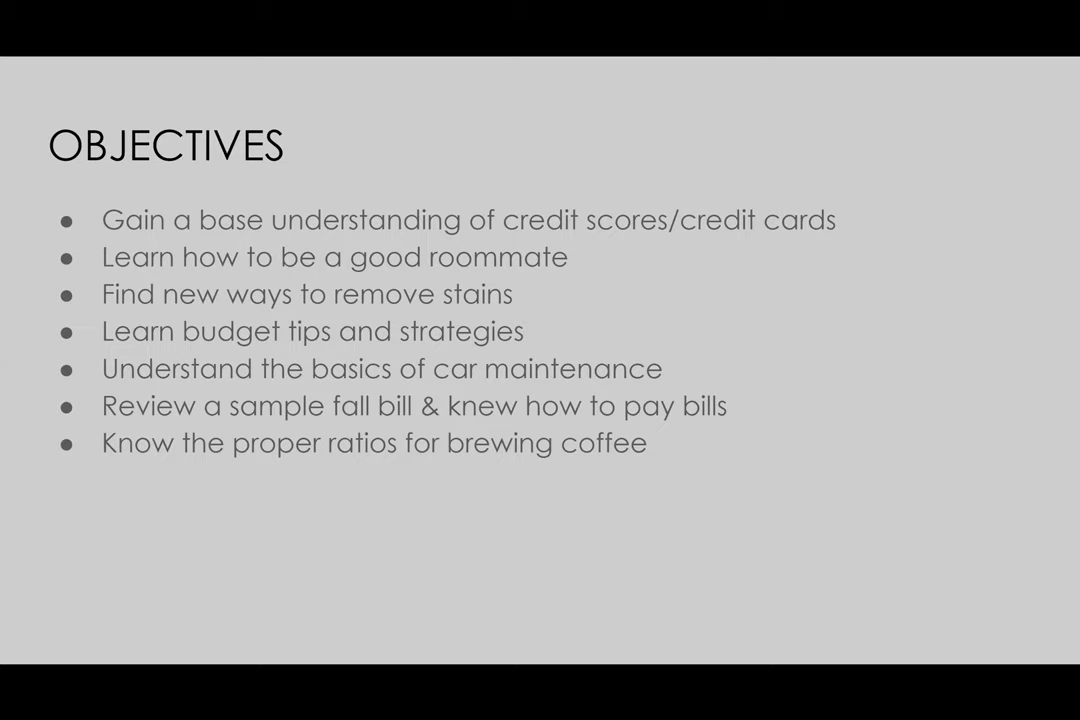 OBJECTIVES
● Gain a base understanding of credit scores/credit cards
● Learn how to be a good roommate
● Find new ways to remove stains
● Learn budget tips and strategies
● Understand the basics of car maintenance
● Review a sample fall bill & knew how to pay bills
● Know the proper ratios for brewing coffee